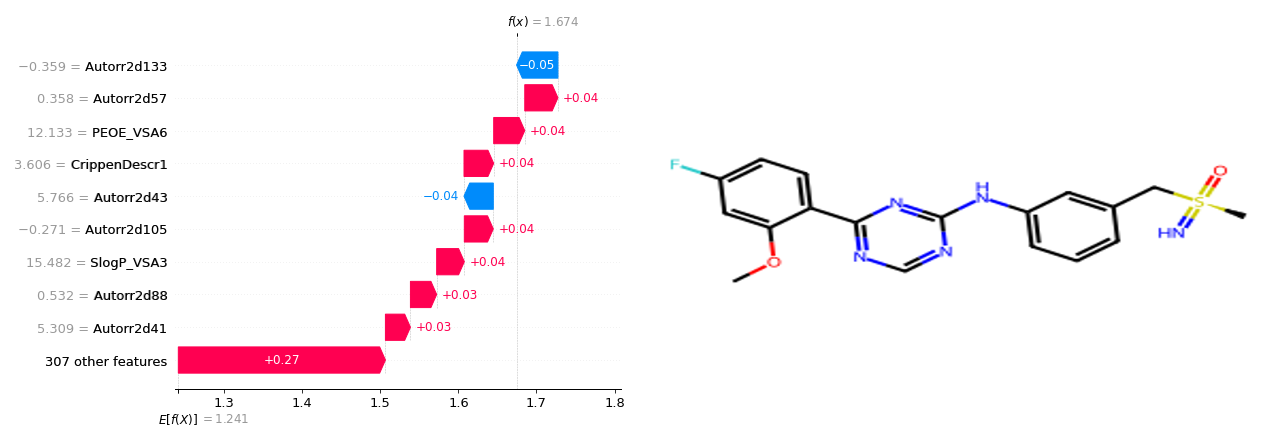 f(x) = 1.674
−0.359 = Autorr2d133
−0.05
0.358 = Autorr2d57
+0.04
12.133 = PEOE_VSA6
+0.04
3.606 = CrippenDescr1
+0.04
5.766 = Autorr2d43
−0.04
−0.271 = Autorr2d105
+0.04
15.482 = SlogP_VSA3
+0.04
0.532 = Autorr2d88
+0.03
5.309 = Autorr2d41
+0.03
307 other features
+0.27
1.3 1.4 1.5 1.6 1.7 1.8
E[f(X)] = 1.241
F
O
N
N
N
H
N
O
S
HN